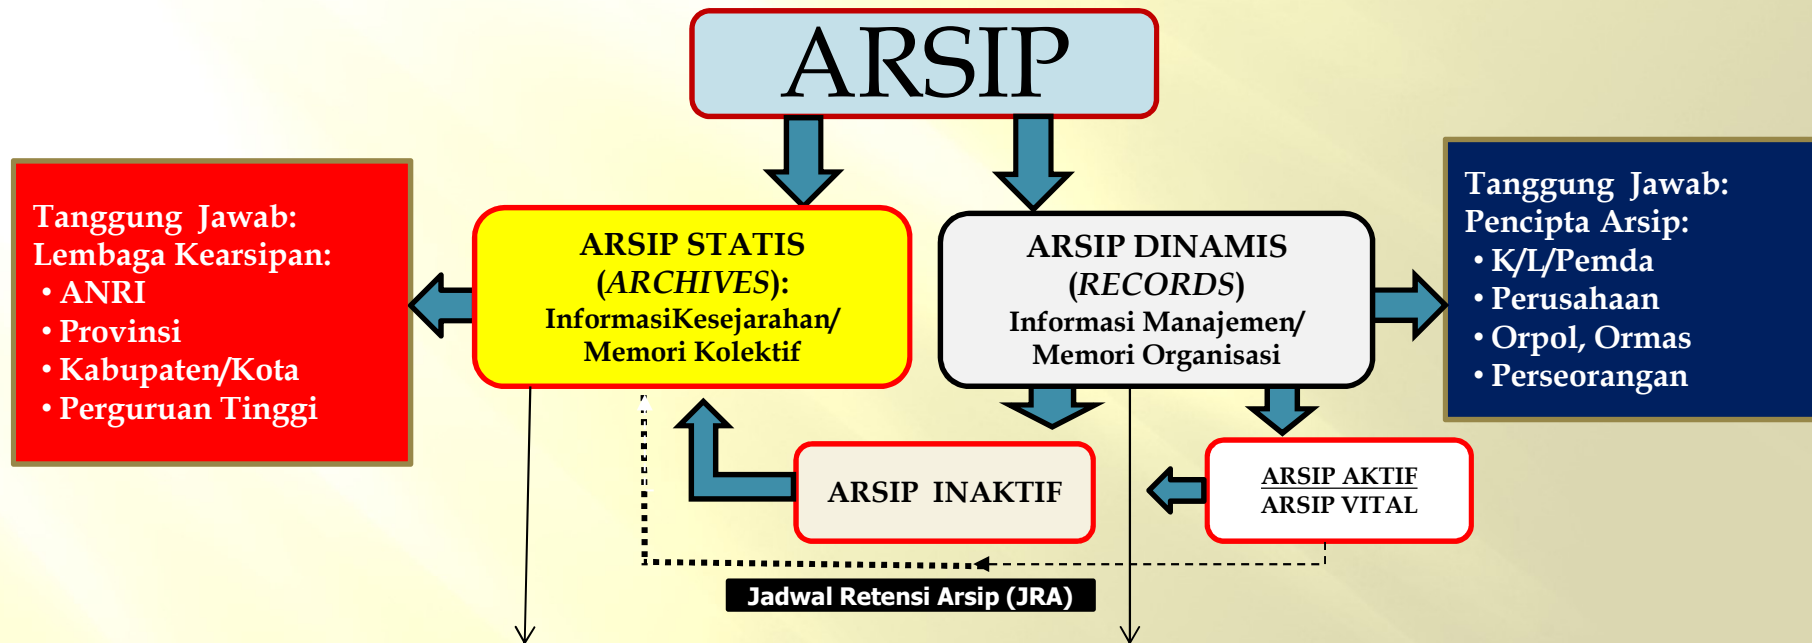 ARSIP
Tanggung Jawab:
Lembaga Kearsipan:
• ANRI
• Provinsi
• Kabupaten/Kota
• Perguruan Tinggi
ARSIP STATIS
(ARCHIVES):
InformasiKesejarahan/
Memori Kolektif
ARSIP DINAMIS
(RECORDS)
Informasi Manajemen/
Memori Organisasi
Tanggung Jawab:
Pencipta Arsip:
• K/L/Pemda
• Perusahaan
• Orpol, Ormas
• Perseorangan
ARSIP INAKTIF
ARSIP AKTIF
ARSIP VITAL
Jadwal Retensi Arsip (JRA)